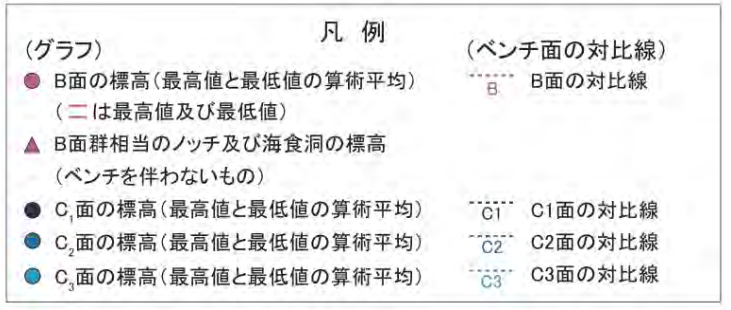 凡 例
(グラフ) (ベンチ面の対比線)
B面の標高(最高値と最低値の算術平均) B B面の対比線
(二は最高値及び最低値)
B面群相当のノッチ及び海食洞の標高
(ベンチを伴わないもの)
C₁面の標高(最高値と最低値の算術平均) C1 C1面の対比線
C₂面の標高(最高値と最低値の算術平均) C2 C2面の対比線
C₃面の標高(最高値と最低値の算術平均) C3 C3面の対比線